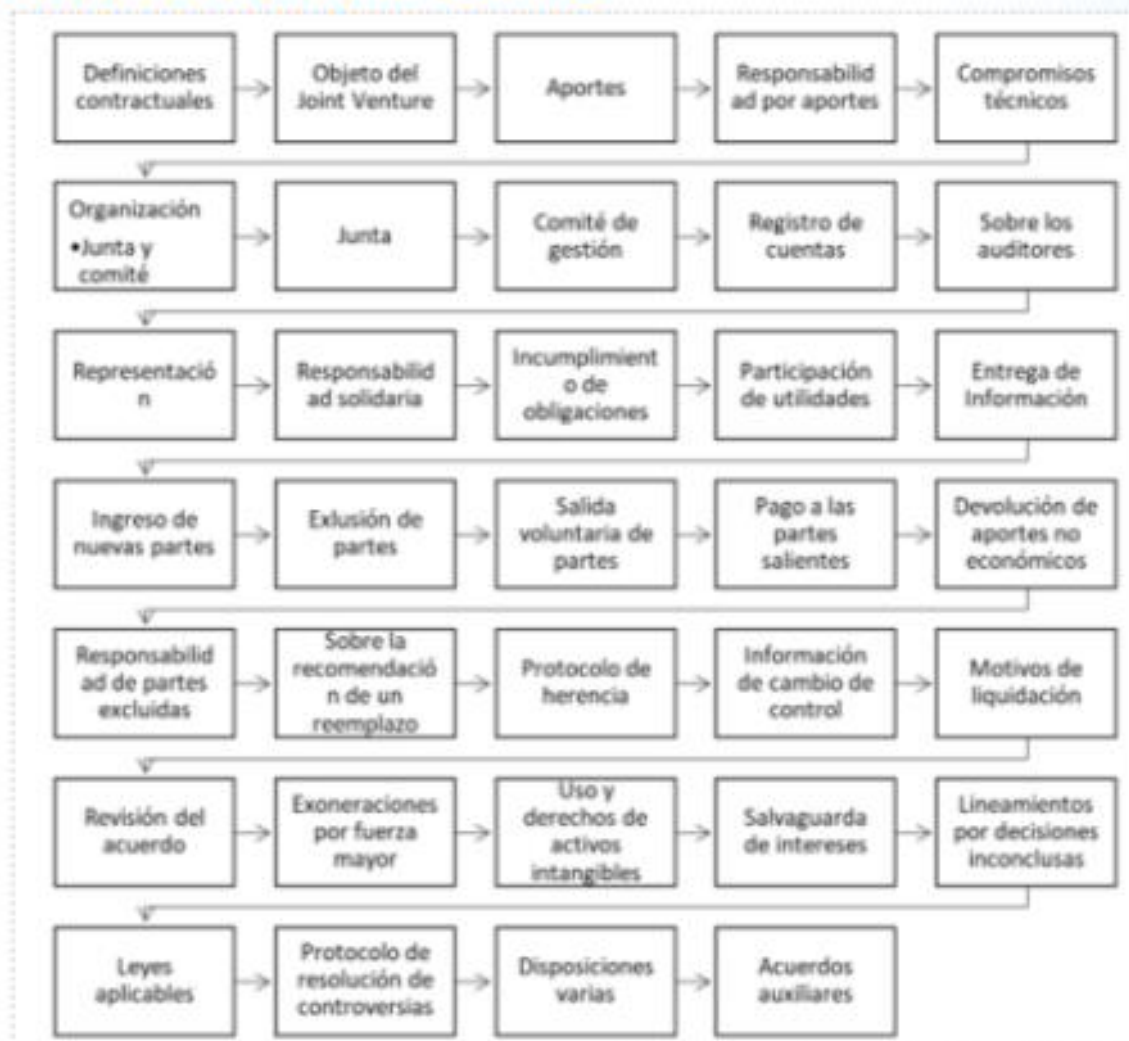 Definiciones
contractuales
Objeto del
Joint Venture
Aportes
Responsabilid
ad por aportes
Compromisos
técnicos
Organización
•Junta y
comité
Junta
Comité de
gestión
Registro de
cuentas
Sobre los
auditores
Representació
n
Responsabilid
ad solidaria
Incumplimient
o de
obligaciones
Participación
de utilidades
Entrega de
Información
Ingreso de
nuevas partes
Exlusión de
partes
Salida
voluntaria de
partes
Pago a las
partes
salientes
Devolución de
aportes no
económicos
Responsabilid
ad de partes
excluidas
Sobre la
recomendació
n de un
reemplazo
Protocolo de
herencia
Información
de cambio de
control
Motivos de
liquidación
Revisión del
acuerdo
Exoneraciones
por fuerza
mayor
Uso y
derechos de
activos
intangibles
Salvaguarda
de intereses
Lineamientos
por decisiones
inconclusas
Leyes
aplicables
Protocolo de
resolución de
controversias
Disposiciones
varias
Acuerdos
auxiliares